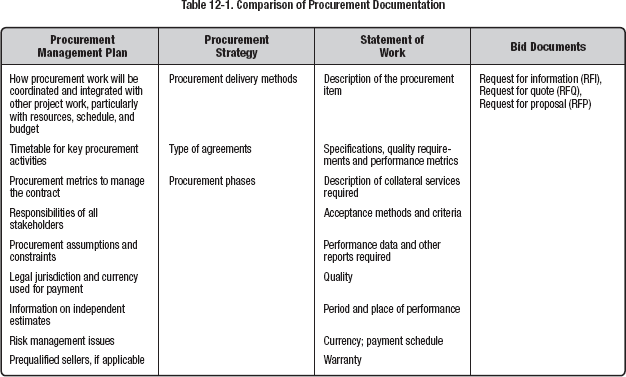 Table 12-1. Comparison of Procurement Documentation
Procurement
Management Plan
Procurement
Strategy
Statement of
Work
Bid Documents
How procurement work will be
coordinated and integrated with
other project work, particularly
with resources, schedule, and
budget
Procurement delivery methods
Description of the procurement
item
Request for information (RFI),
Request for quote (RFQ),
Request for proposal (RFP)
Timetable for key procurement
activities
Type of agreements
Specifications, quality require-
ments and performance metrics
Procurement metrics to manage
the contract
Procurement phases
Description of collateral services
required
Responsibilities of all
stakeholders
Acceptance methods and criteria
Procurement assumptions and
constraints
Performance data and other
reports required
Legal jurisdiction and currency
used for payment
Quality
Information on independent
estimates
Period and place of performance
Risk management issues
Currency; payment schedule
Prequalified sellers, if applicable
Warranty